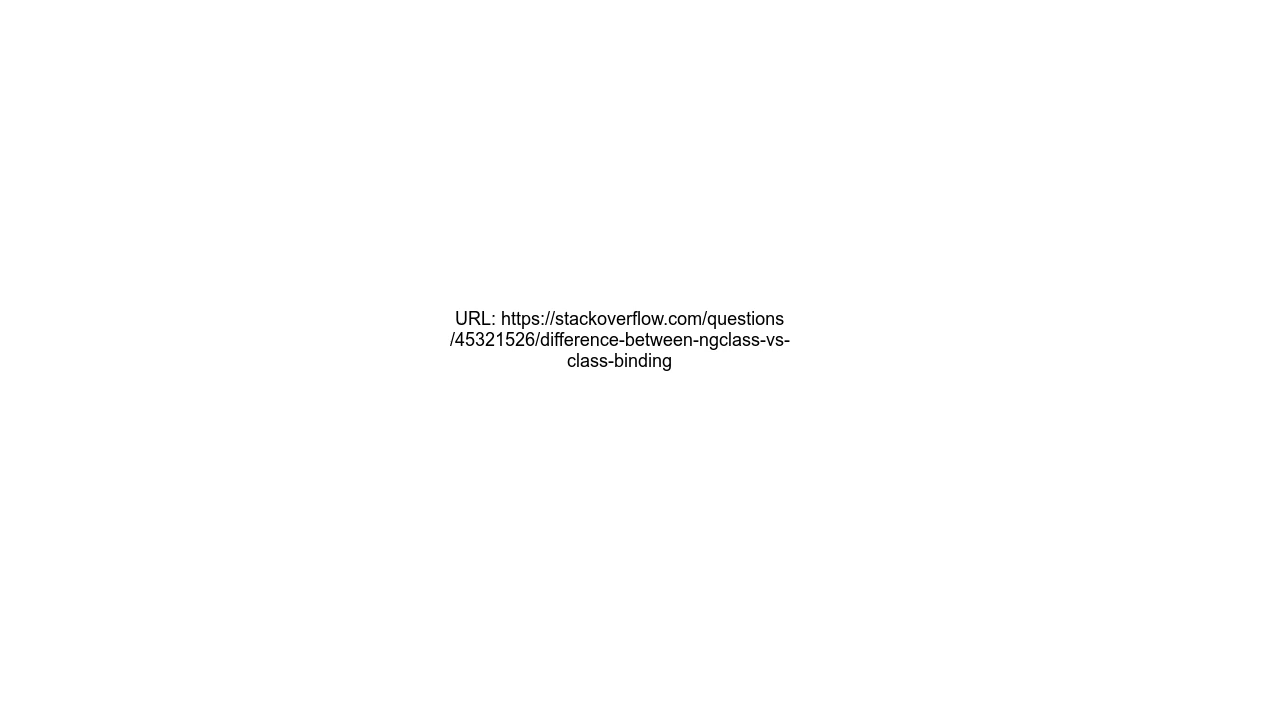 URL: https://stackoverflow.com/questions
/45321526/difference-between-ngclass-vs-
class-binding